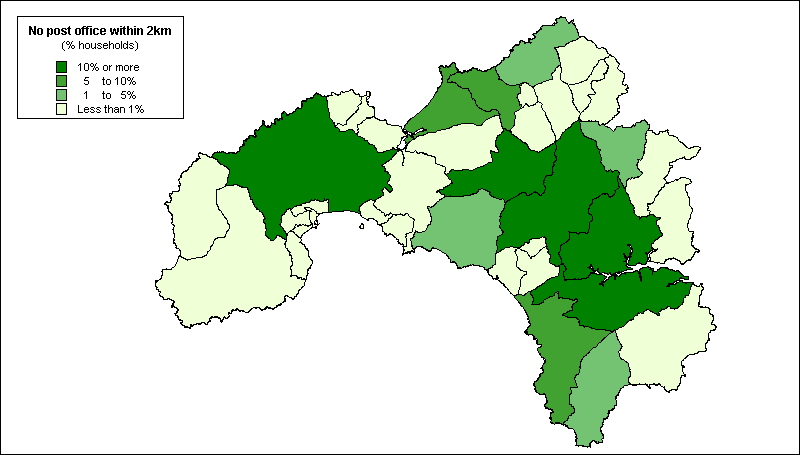 No post office within 2km
(% households)
10% or more
5 to 10%
1 to 5%
Less than 1%